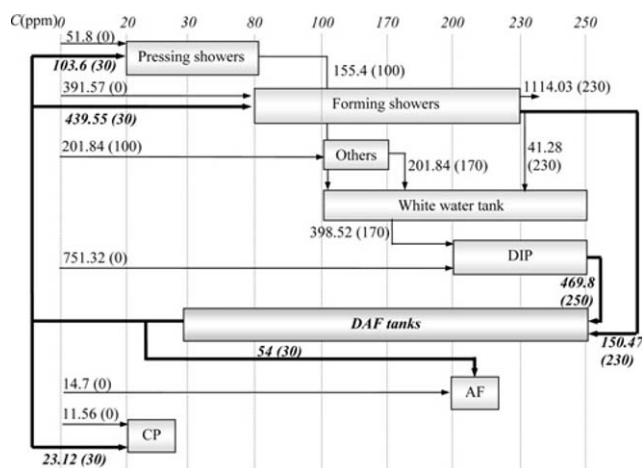 C(ppm) 0 20 30 80 100 170 200 230 250
51.8 (0)
Pressing showers
103.6 (30)
155.4 (100)
391.57 (0)
1114.03 (230)
Forming showers
439.55 (30)
201.84 (100)
Others
201.84 (170)
41.28
(230)
White water tank
398.52 (170)
751.32 (0)
DIP
469.8
(250)
DAF tanks
150.47
(230)
54 (30)
14.7 (0)
AF
11.56 (0)
CP
23.12 (30)